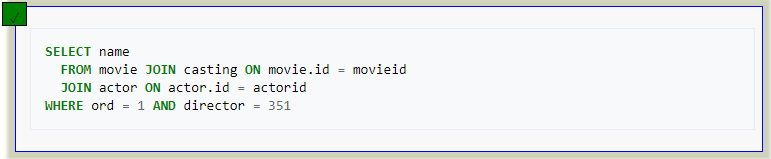 SELECT name
FROM movie JOIN casting ON movie.id = movieid
JOIN actor ON actor.id = actorid
WHERE ord = 1 AND director = 351